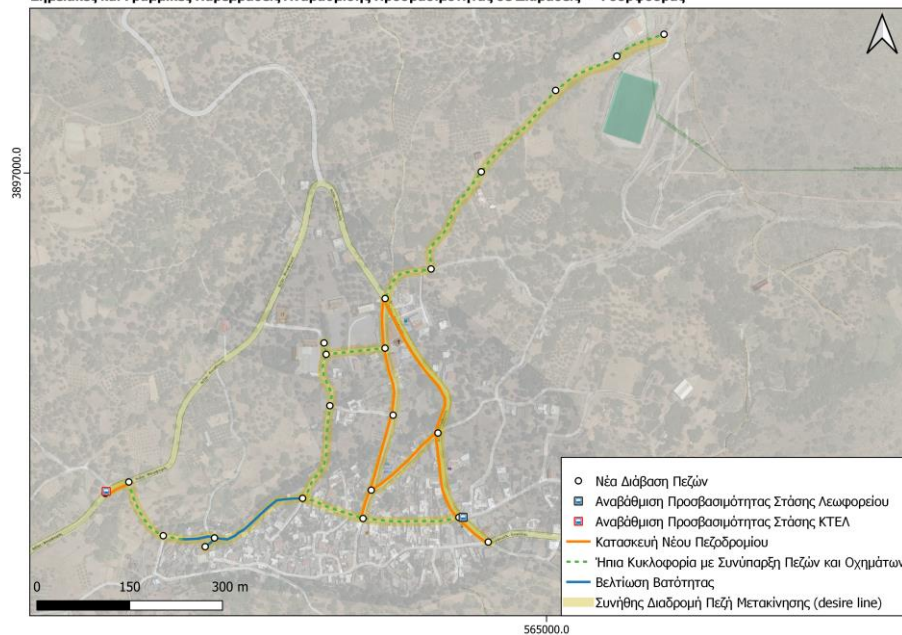 3897000.0
Νέα Διάβαση Πεζών
Αναβάθμιση Προσβασιμότητας Στάσης Λεωφορείου
Αναβάθμιση Προσβασιμότητας Στάσης ΚΤΕΛ
Κατασκευή Νέου Πεζοδρομίου
Ήπια Κυκλοφορία με Συνύπαρξη Πεζών και Οχημάτων
Βελτίωση Βατότητας
Συνήθης Διαδρομή Πεζή Μετακίνησης (desire line)
0 150 300 m
565000.0